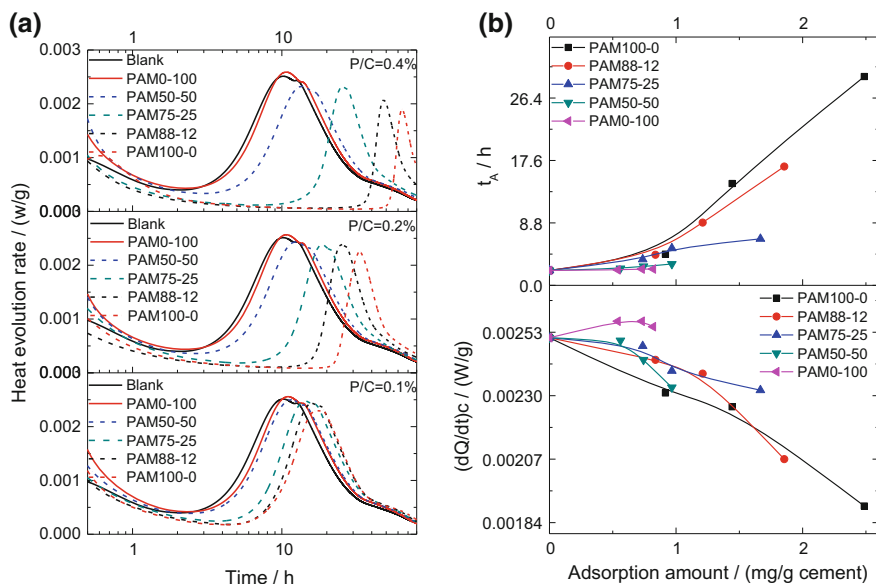 (a)
1
10
0.003
0.002
0.001
0.000
Blank
PAM0-100
PAM50-50
PAM75-25
PAM88-12
PAM100-0
P/C=0.4%
0.003
0.002
0.001
0.000
Blank
PAM0-100
PAM50-50
PAM75-25
PAM88-12
PAM100-0
P/C=0.2%
0.003
0.002
0.001
0.000
Blank
PAM0-100
PAM50-50
PAM75-25
PAM88-12
PAM100-0
P/C=0.1%
1
10
Heat evolution rate / (w/g)
Time / h
(b)
0
1
2
PAM100-0
PAM88-12
PAM75-25
PAM50-50
PAM0-100
26.4
17.6
8.8
0.0
tA / h
PAM100-0
PAM88-12
PAM75-25
PAM50-50
PAM0-100
0.00253
0.00230
0.00207
0.00184
(dQ/dt)c / (W/g)
0
1
2
Adsorption amount / (mg/g cement)